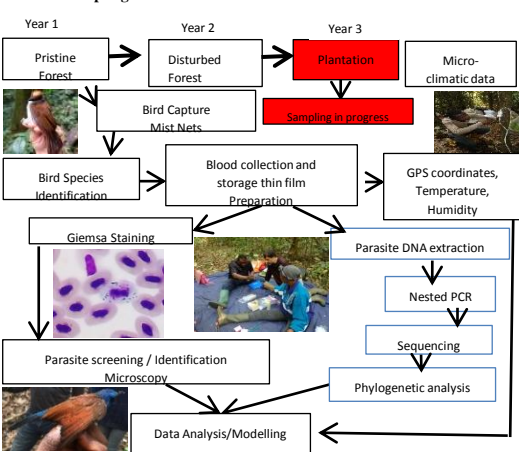 Year 1
Year 2
Year 3
Pristine
Forest
Disturbed
Forest
Plantation
Micro-
climatic data
Bird Capture
Mist Nets
Sampling in progress
Bird Species
Identification
Blood collection and
storage thin film
Preparation
GPS coordinates,
Temperature,
Humidity
Giemsa Staining
Parasite DNA extraction
Nested PCR
Sequencing
Parasite screening / Identification
Microscopy
Phylogenetic analysis
Data Analysis/Modelling